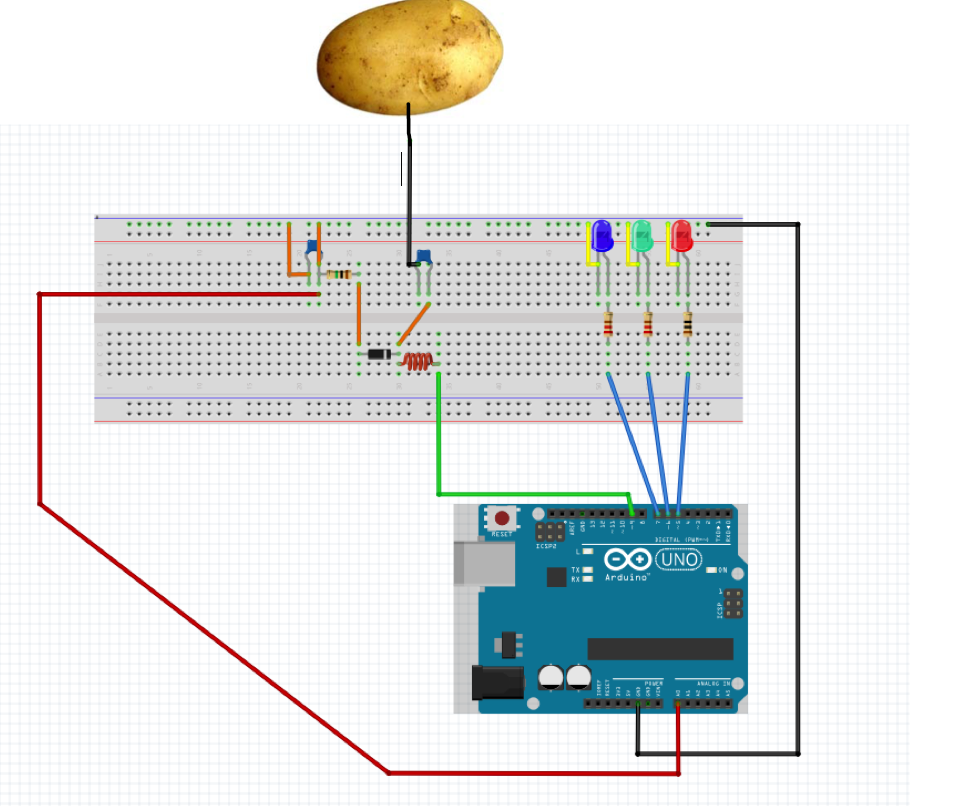 RESET
ICSP2
AREF
GND
13
12
~11
~10
~9
8
7
~6
~5
4
~3
2
TX▶1
RX◀0
DIGITAL (PWM~)
L
TX
RX
Arduino™
UNO
ON
ICSP
1
IOREF
RESET
3V3
5V
GND
GND
VIN
POWER
ANALOG IN
A0
A1
A2
A3
A4
A5